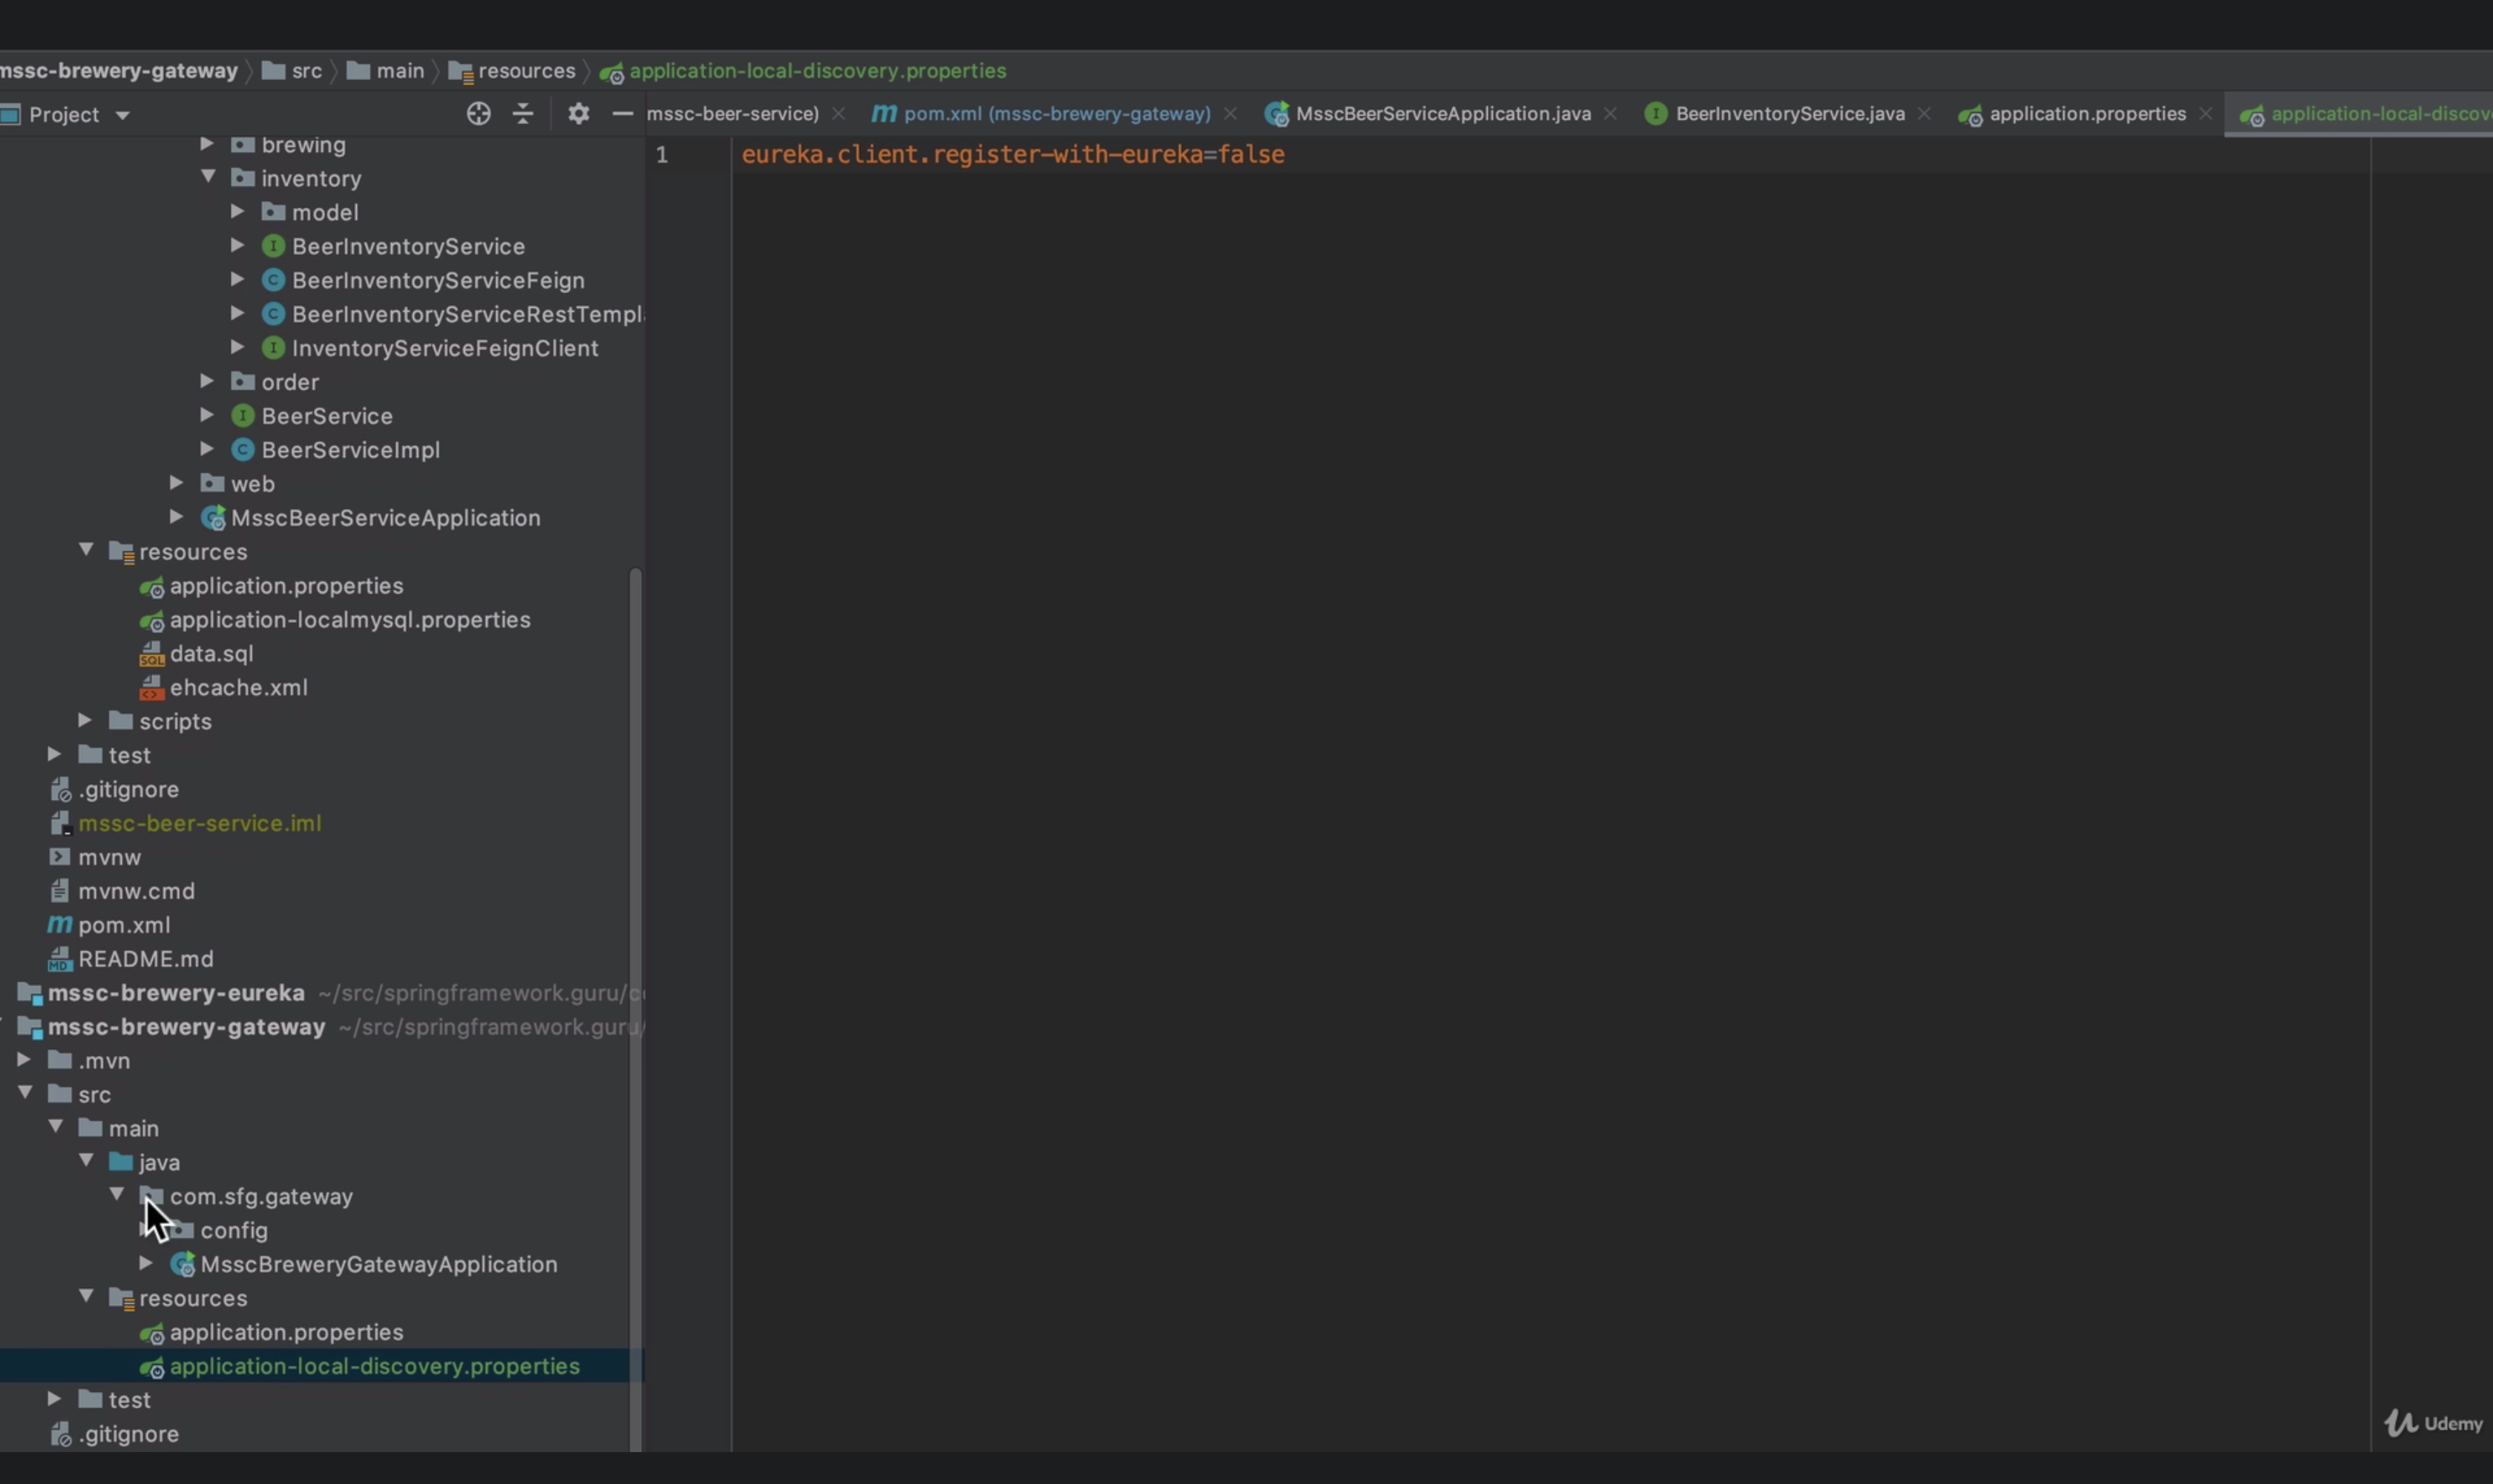 mssc-brewery-gateway src main resources application-local-discovery.properties
Project
mssc-beer-service) pom.xml (mssc-brewery-gateway) MsscBeerServiceApplication.java BeerInventoryService.java application.properties application-local-discov
1 eureka.client.register-with-eureka=false
brewing
inventory
model
BeerInventoryService
BeerInventoryServiceFeign
BeerInventoryServiceRestTempl
InventoryServiceFeignClient
order
BeerService
BeerServiceImpl
web
MsscBeerServiceApplication
resources
application.properties
application-localmysql.properties
data.sql
ehcache.xml
scripts
test
.gitignore
mssc-beer-service.iml
mvnw
mvnw.cmd
pom.xml
README.md
mssc-brewery-eureka ~/src/springframework.guru/c
mssc-brewery-gateway ~/src/springframework.guru/
.mvn
src
main
java
com.sfg.gateway
config
MsscBreweryGatewayApplication
resources
application.properties
application-local-discovery.properties
test
.gitignore
Udemy